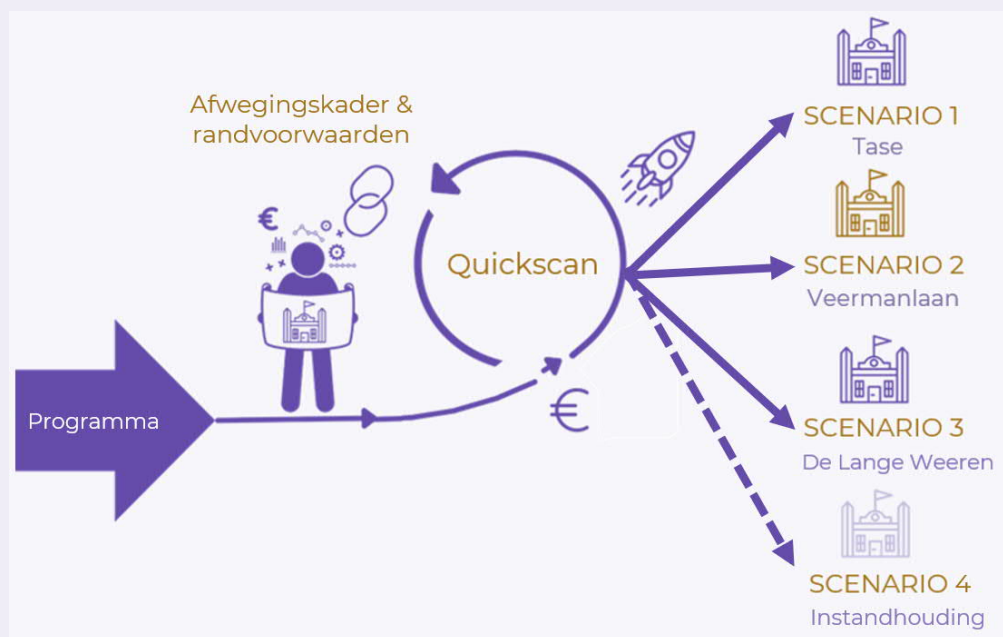 Afwegingskader &
randvoorwaarden
€
Programma
Quickscan
€
SCENARIO 1
Tase
SCENARIO 2
Veermanlaan
SCENARIO 3
De Lange Weeren
SCENARIO 4
Instandhouding